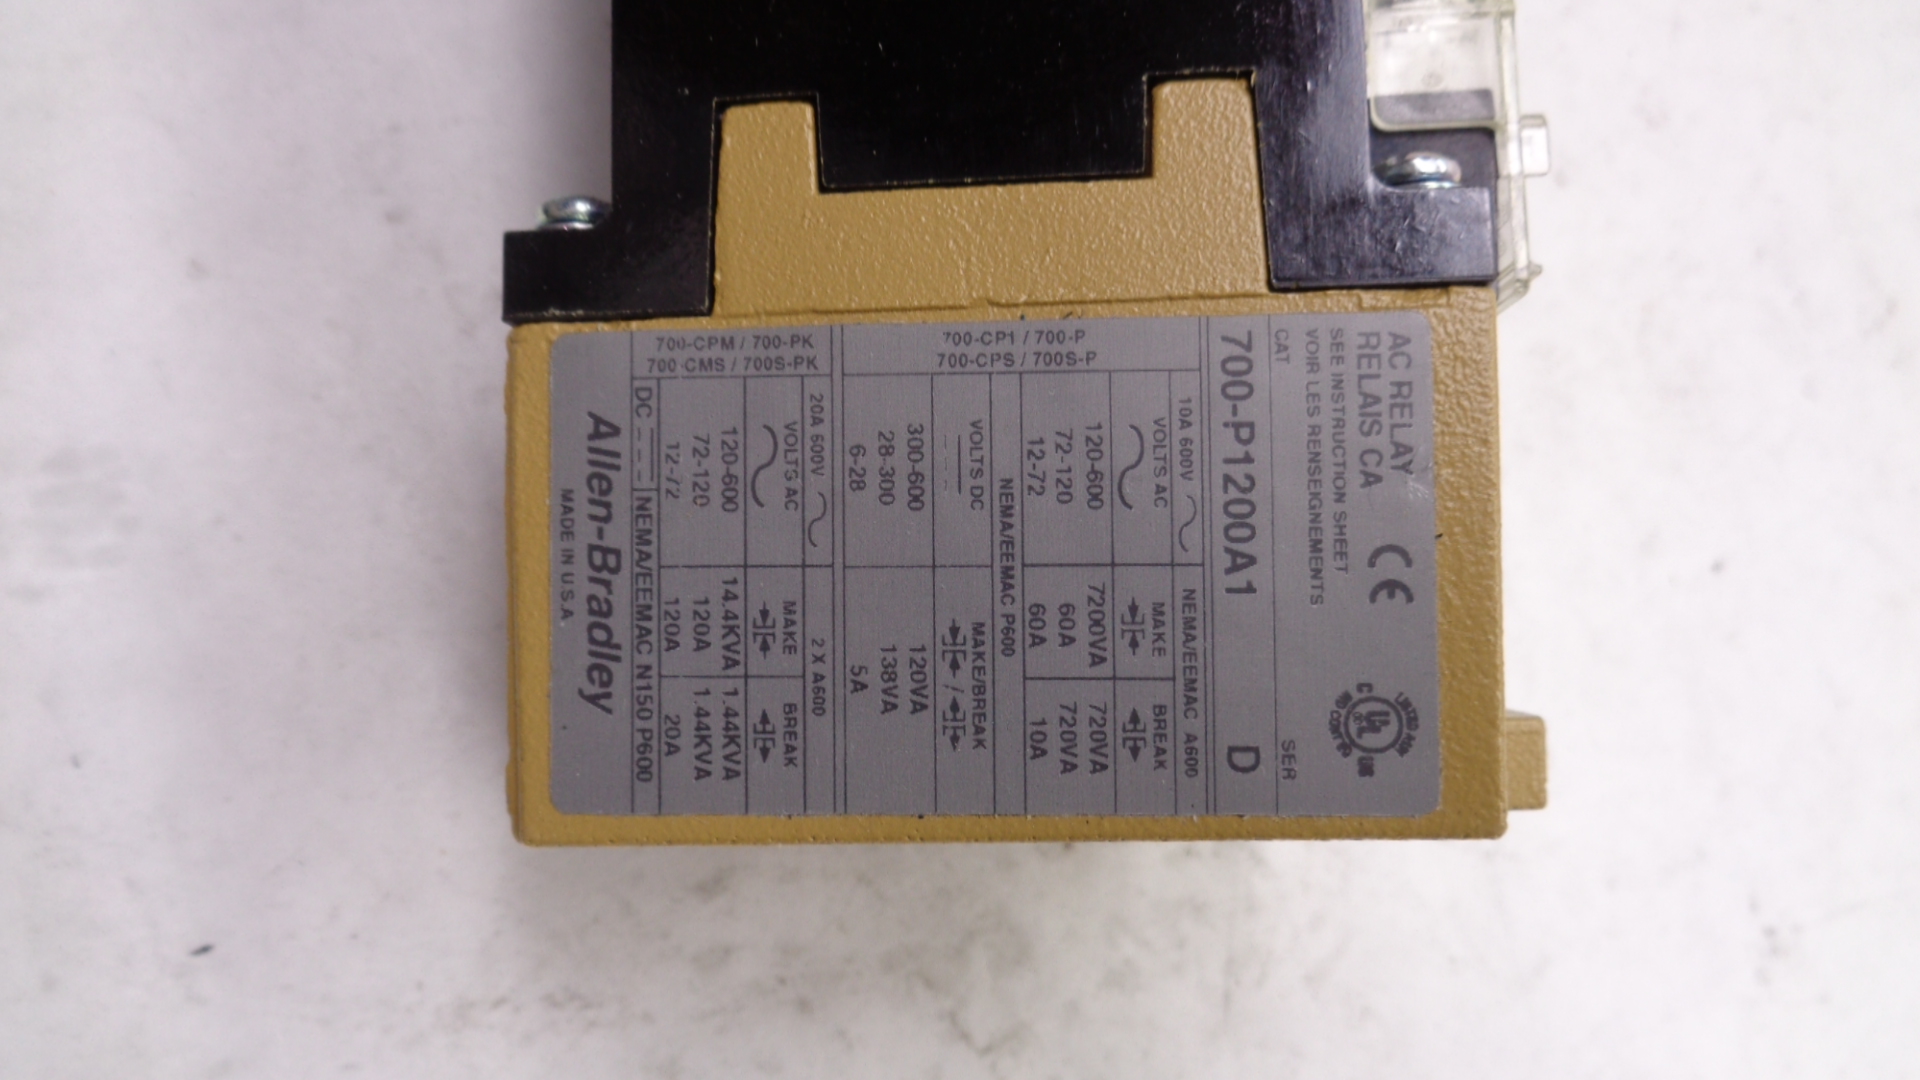 AC RELAY
RELAIS CA
CE
SEE INSTRUCTION SHEET
VOIR LES RENSEIGNEMENTS
C UL US
CAT SER
700-P1200A1 D
700-CP1 / 700-P
700-CPS / 700S-P
10A 600V NEMA/EEMAC A600
VOLTS AC MAKE BREAK
120-600 7200VA 720VA
72-120 60A 720VA
12-72 60A 10A
NEMA/EEMAC P600
VOLTS DC MAKE/BREAK
300-600 120VA
28-300 138VA
6-28 5A
700-CPM / 700-PK
700-CMS / 700S-PK
20A 600V 2 X A600
VOLTS AC MAKE BREAK
120-600 14.4KVA 1.44KVA
72-120 120A 1.44KVA
12-72 120A 20A
DC NEMA/EEMAC N150 P600
Allen-Bradley
MADE IN U.S.A.